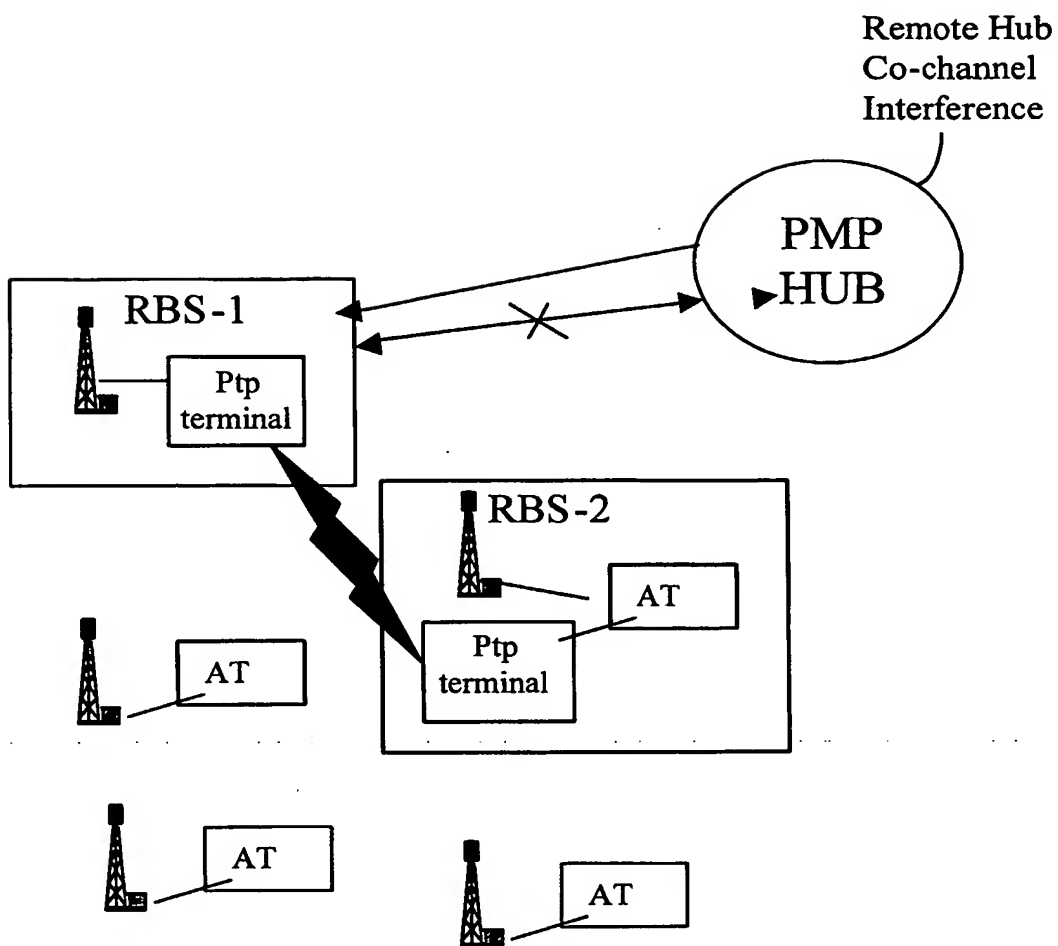 Remote Hub
Co-channel
Interference
PMP
HUB
RBS-1
Ptp
terminal
RBS-2
AT
Ptp
terminal
AT
AT
AT